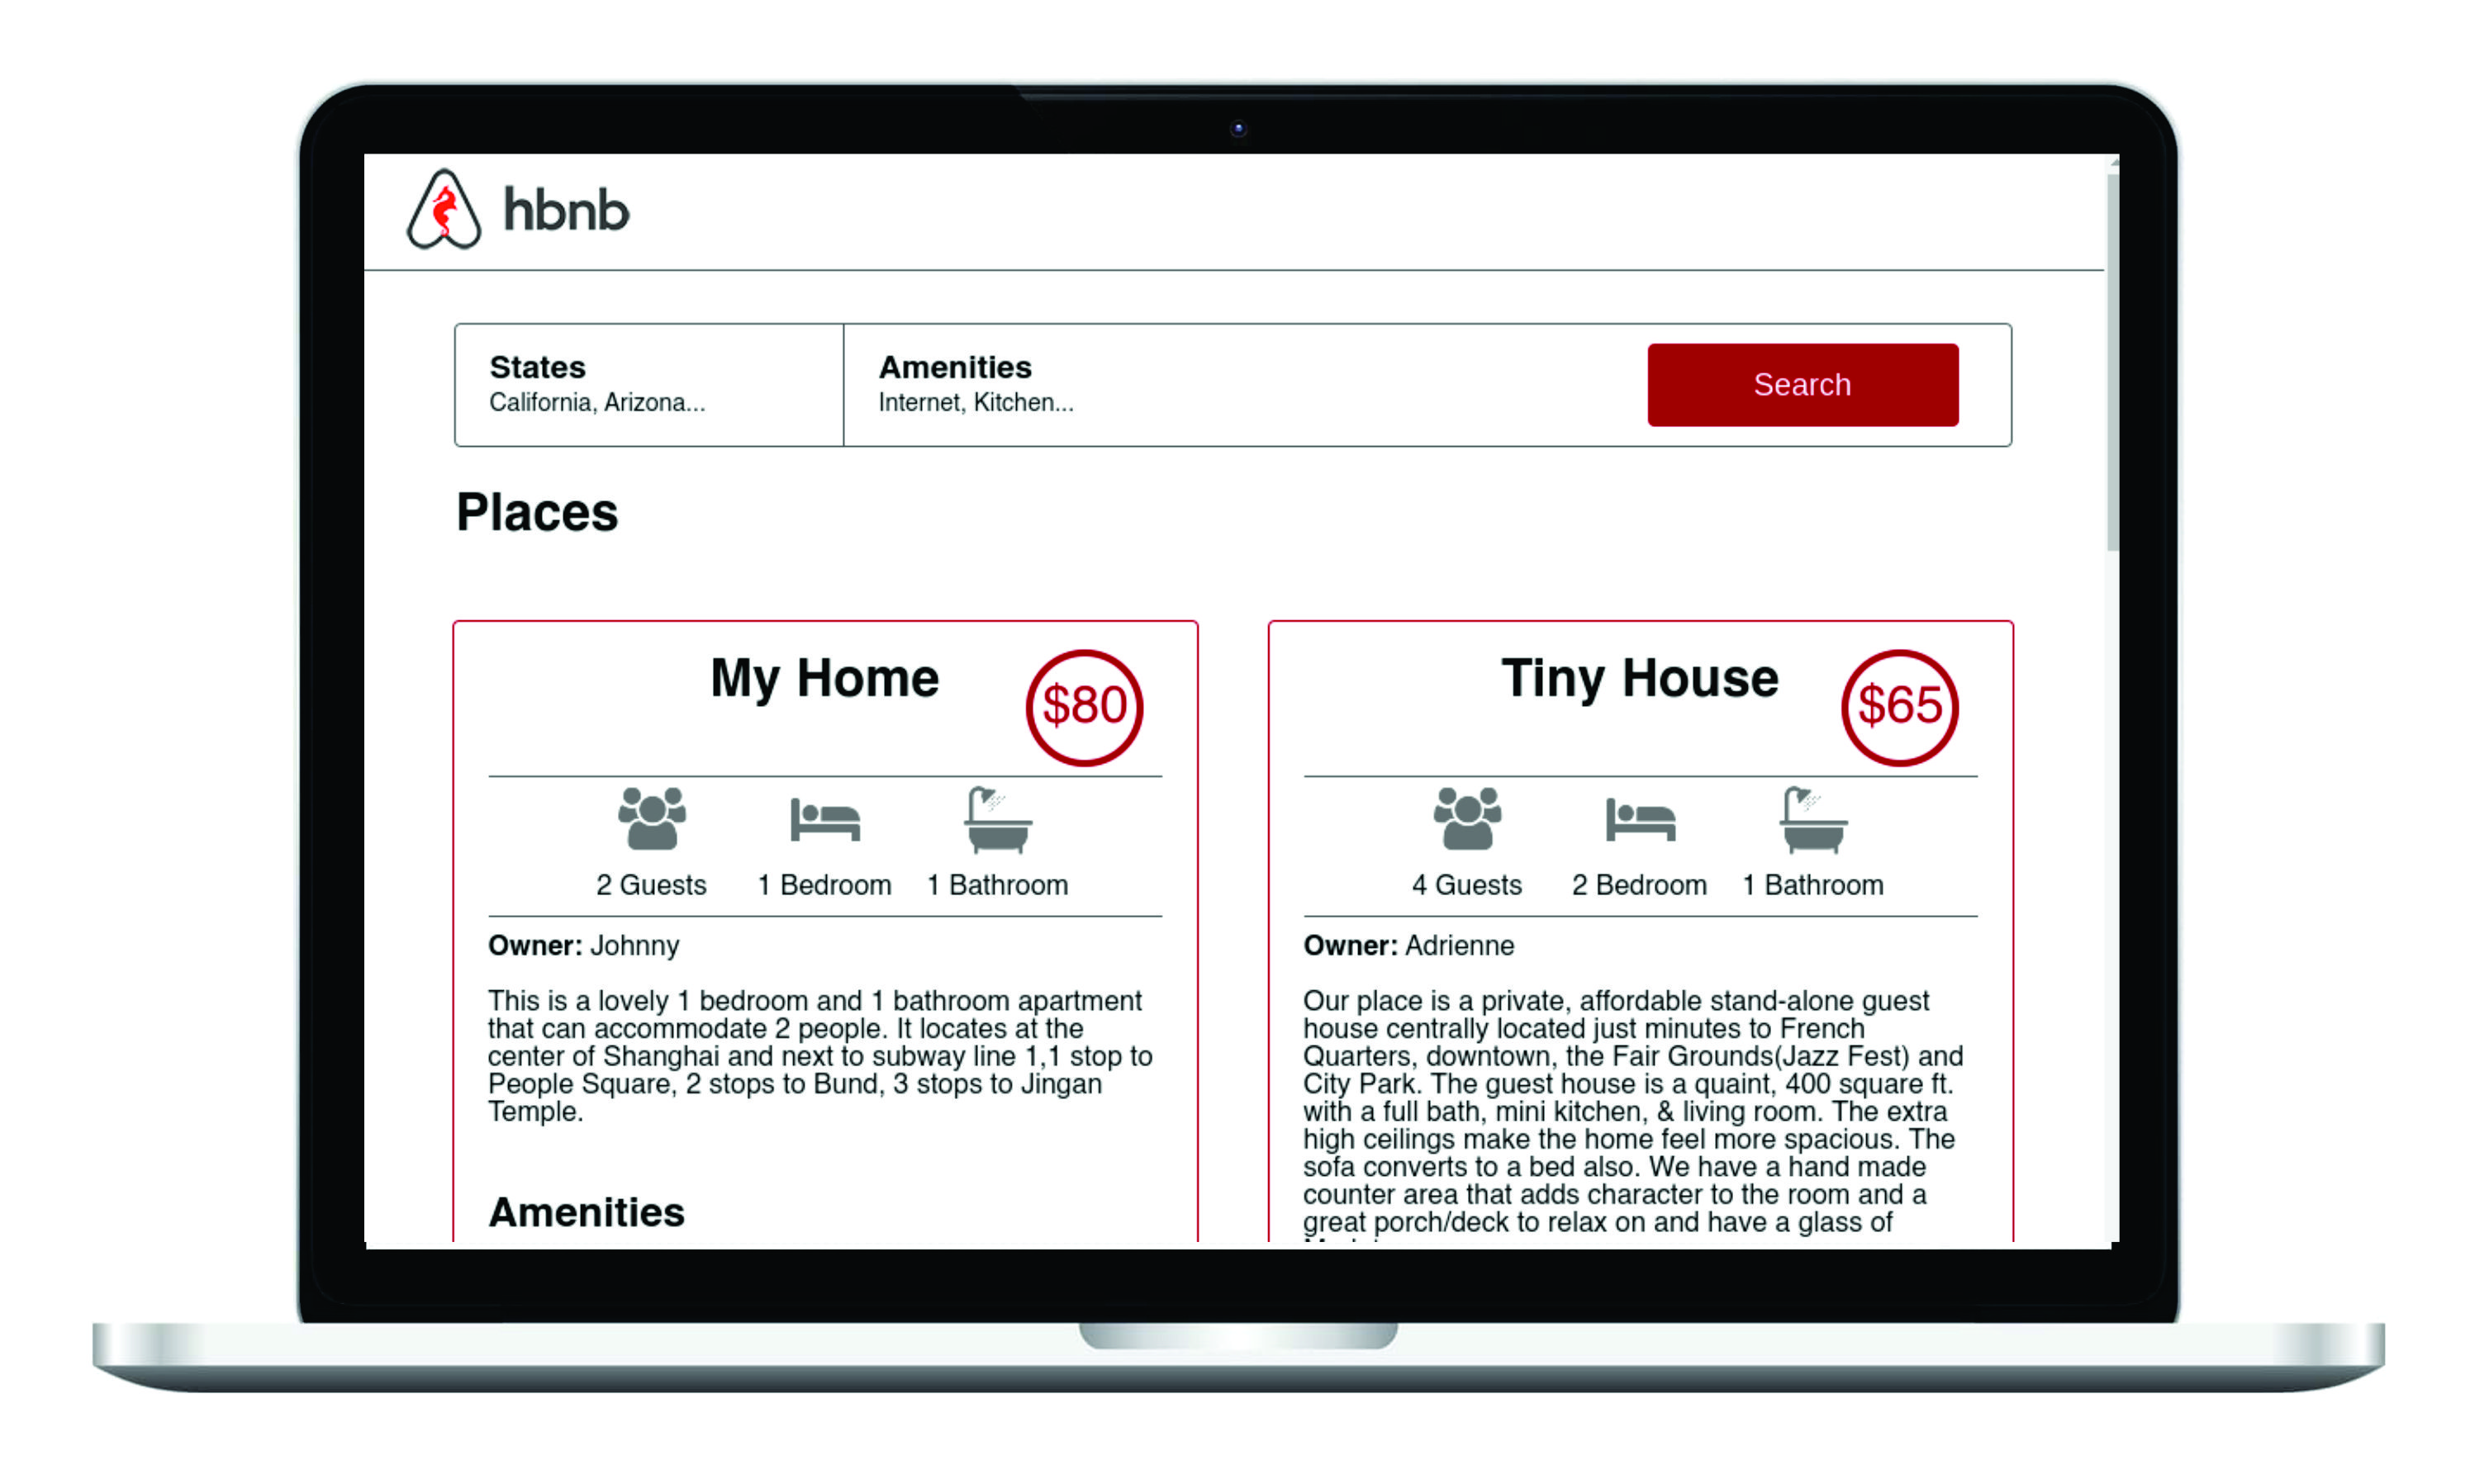 hbnb
States
California, Arizona...
Amenities
Internet, Kitchen...
Search
Places
My Home
$80
2 Guests
1 Bedroom
1 Bathroom
Owner: Johnny
This is a lovely 1 bedroom and 1 bathroom apartment
that can accommodate 2 people. It locates at the
center of Shanghai and next to subway line 1,1 stop to
People Square, 2 stops to Bund, 3 stops to Jingan
Temple.
Amenities
Tiny House
$65
4 Guests
2 Bedroom
1 Bathroom
Owner: Adrienne
Our place is a private, affordable stand-alone guest
house centrally located just minutes to French
Quarters, downtown, the Fair Grounds(Jazz Fest) and
City Park. The guest house is a quaint, 400 square ft.
with a full bath, mini kitchen, & living room. The extra
high ceilings make the home feel more spacious. The
sofa converts to a bed also. We have a hand made
counter area that adds character to the room and a
great porch/deck to relax on and have a glass of